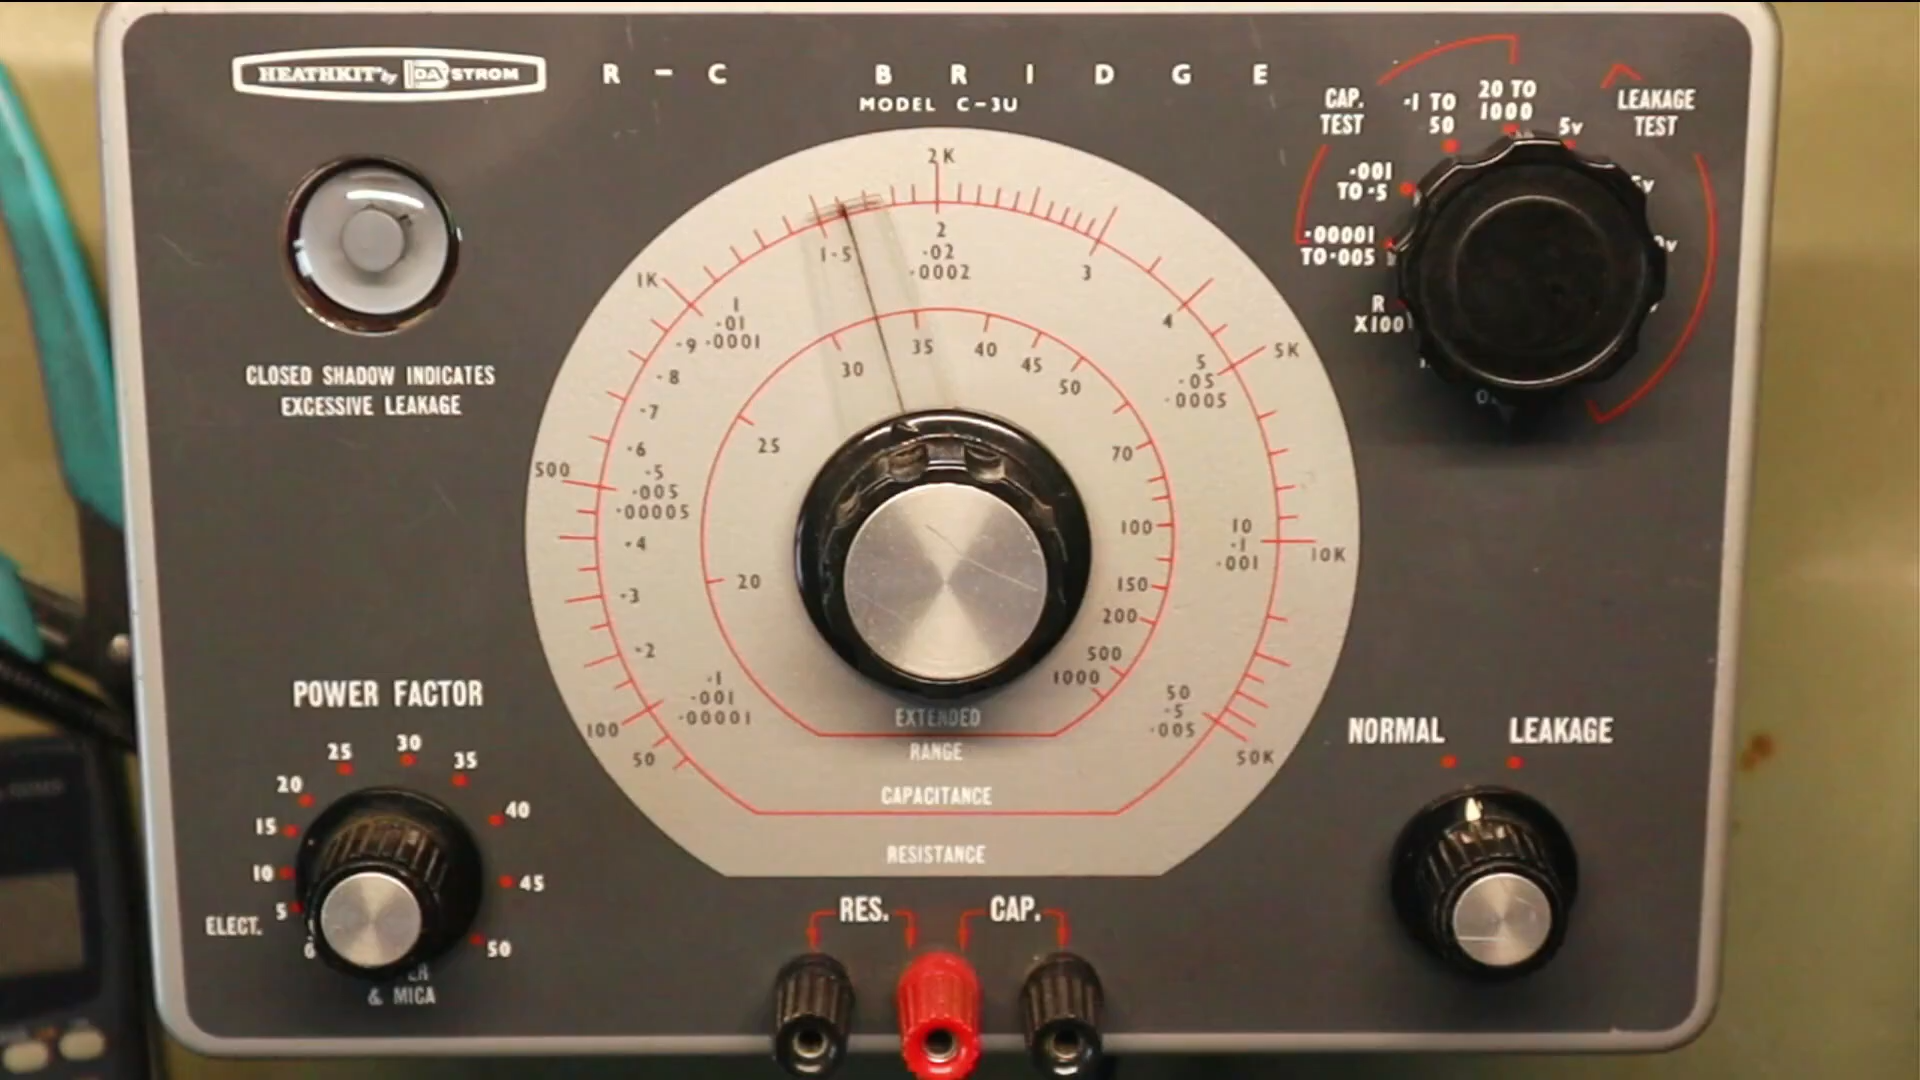 HEATHKIT by DAYSTROM
R-C BRIDGE
MODEL C-3U
CLOSED SHADOW INDICATES
EXCESSIVE LEAKAGE
CAP.
TEST
.1 TO
50
20 TO
1000
5v
LEAKAGE
TEST
.001
TO .5
.00001
TO .005
R
X100
2K
1K
500
100
50
5K
10K
50K
1.5
2
.02
.0002
3
4
5
.05
.0005
10
.1
.001
50
.5
.005
1
.01
.0001
.9
.8
.7
.6
.5
.005
.00005
.4
.3
.2
.1
.001
.00001
20
25
30
35
40
45
50
70
100
150
200
500
1000
EXTENDED
RANGE
CAPACITANCE
RESISTANCE
POWER FACTOR
5
10
15
20
25
30
35
40
45
50
ELECT.
& MICA
NORMAL
LEAKAGE
RES.
CAP.